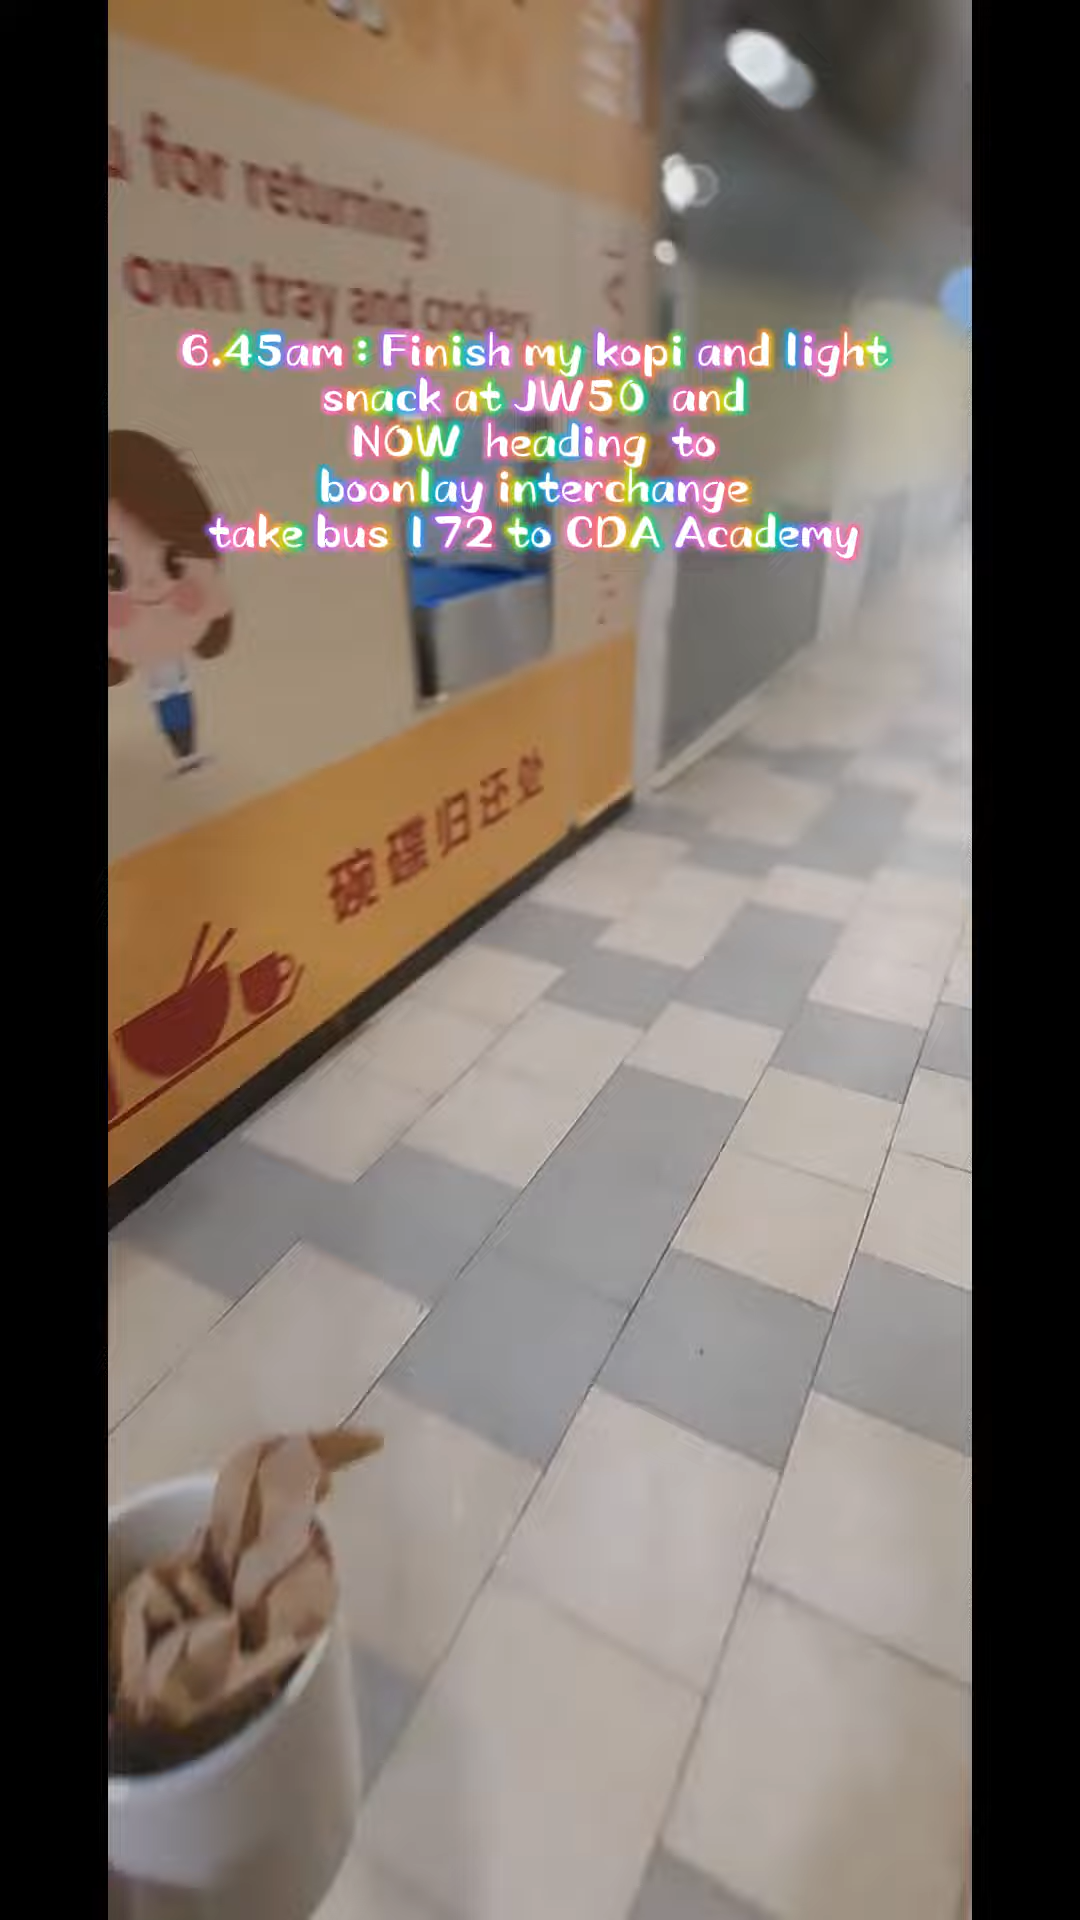 for returning
own tray and crockery
6.45am : Finish my kopi and light
snack at JW50 and
NOW heading to
boonlay interchange
take bus 172 to CDA Academy
碗碟归还处